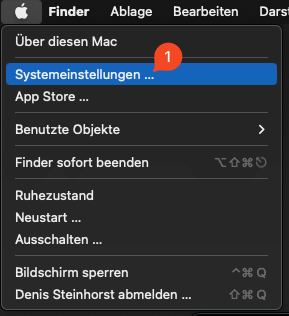 Finder Ablage Bearbeiten Darst
Über diesen Mac
1
Systemeinstellungen ...
App Store ...
Benutzte Objekte
Finder sofort beenden ⌥⇧⌘⎋
Ruhezustand
Neustart ...
Ausschalten ...
Bildschirm sperren ^⌘Q
Denis Steinhorst abmelden ... ⇧⌘Q